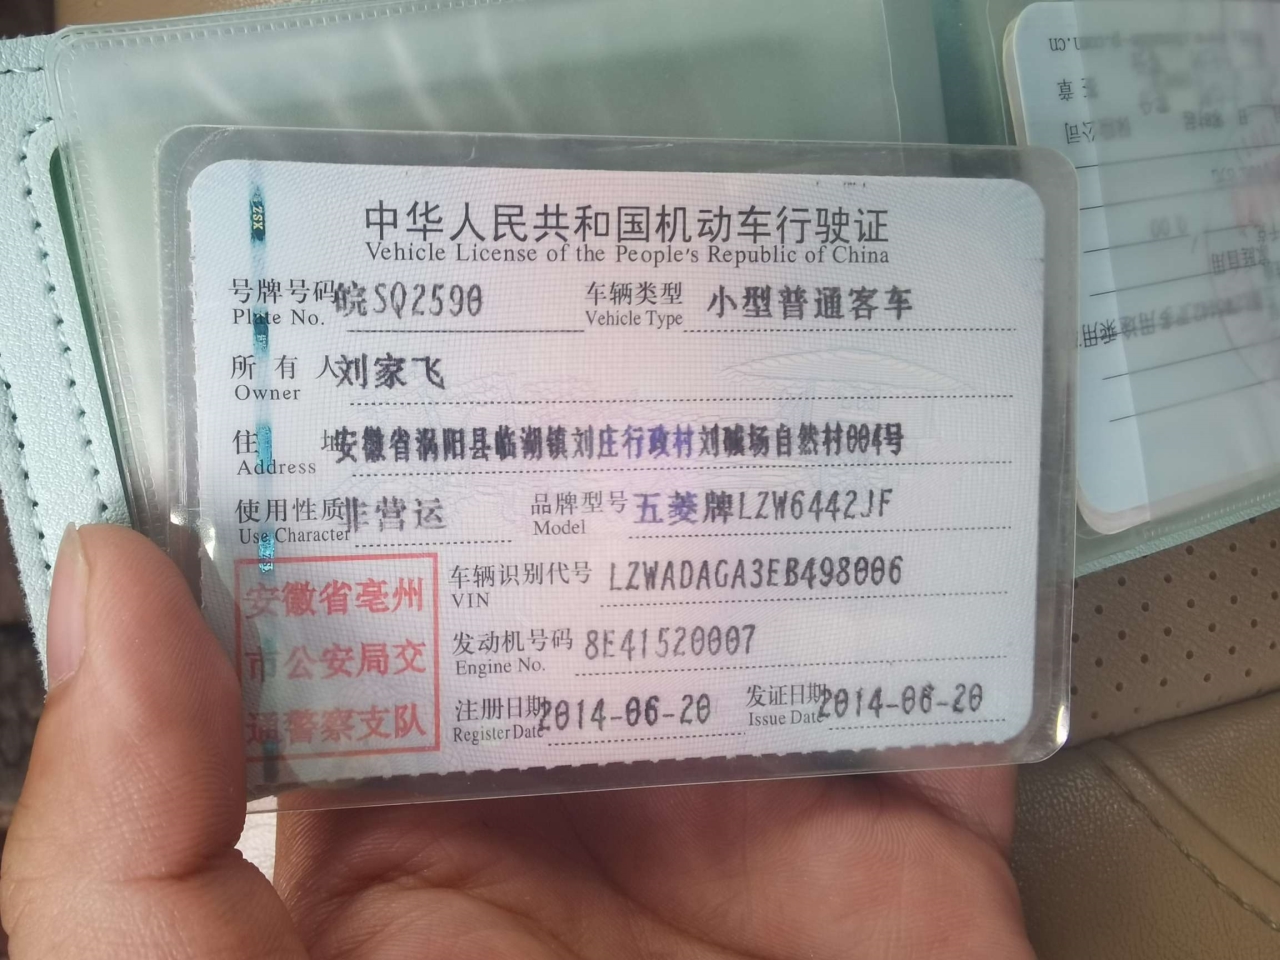 中华人民共和国机动车行驶证
Vehicle License of the People's Republic of China
号牌号码 皖SQ2590 车辆类型 小型普通客车
Plate No. Vehicle Type
所有人 刘家飞
Owner
住址 安徽省涡阳县临湖镇刘庄行政村刘碱场自然村004号
Address
使用性质 非营运 品牌型号 五菱牌LZW6442JF
Use Character Model
车辆识别代号 LZWADAGA3EB498006
VIN
发动机号码 8E41520007
Engine No.
注册日期 2014-06-20 发证日期 2014-06-20
Register Date Issue Date
安徽省亳州
市公安局交
通警察支队
ZSX